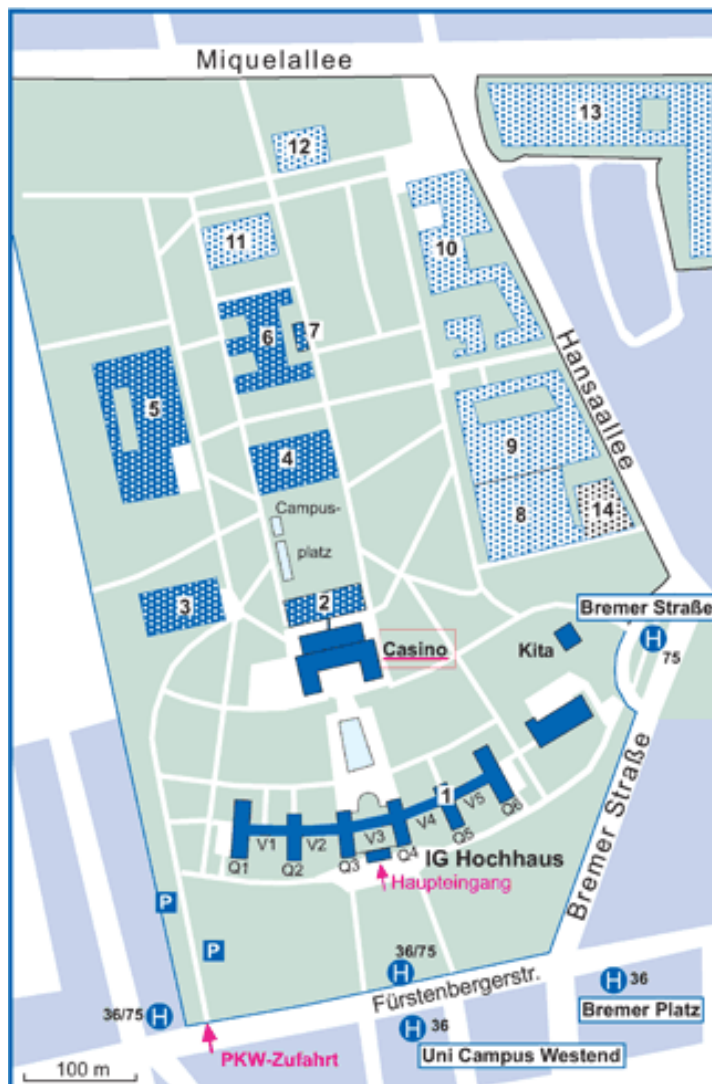 Miquelallee
13
12
11
10
7
6
Hansaallee
5
9
4
Campus-
platz
8
14
3
2
Bremer Straße
H
75
Casino
Kita
Bremer Straße
1
V5
Q6
V4
Q5
V1
V2
V3
Q1
Q2
Q3
Q4
IG Hochhaus
Haupteingang
P
P
36/75
H
Fürstenbergerstr.
H 36
Bremer Platz
36/75 H
H 36
Uni Campus Westend
PKW-Zufahrt
100 m